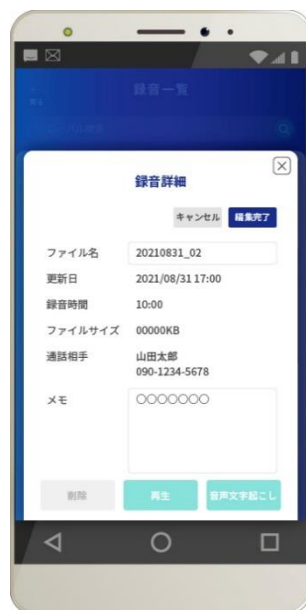 録音一覧
録音詳細
キャンセル
編集完了
ファイル名 20210831_02
更新日 2021/08/31 17:00
録音時間 10:00
ファイルサイズ 00000KB
通話相手 山田太郎
090-1234-5678
メモ 〇〇〇〇〇〇〇
削除
再生
音声文字起こし